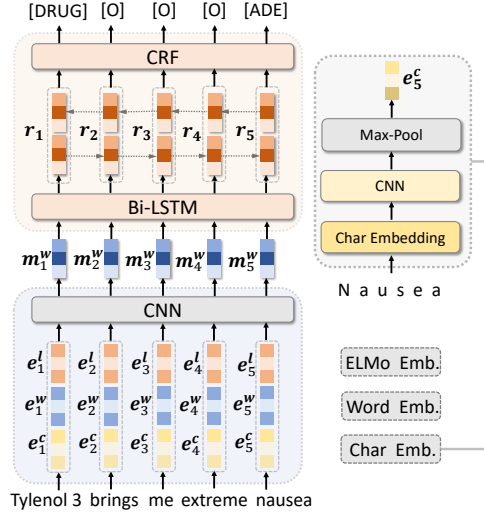 [DRUG] [O] [O] [O] [ADE]
CRF
r₁ r₂ r₃ r₄ r₅
Bi-LSTM
m₁ʷ m₂ʷ m₃ʷ m₄ʷ m₅ʷ
CNN
e₁ˡ e₂ˡ e₃ˡ e₄ˡ e₅ˡ
e₁ʷ e₂ʷ e₃ʷ e₄ʷ e₅ʷ
e₁ᶜ e₂ᶜ e₃ᶜ e₄ᶜ e₅ᶜ
Tylenol 3 brings me extreme nausea
e₅ᶜ
Max-Pool
CNN
Char Embedding
N a u s e a
ELMo Emb.
Word Emb.
Char Emb.